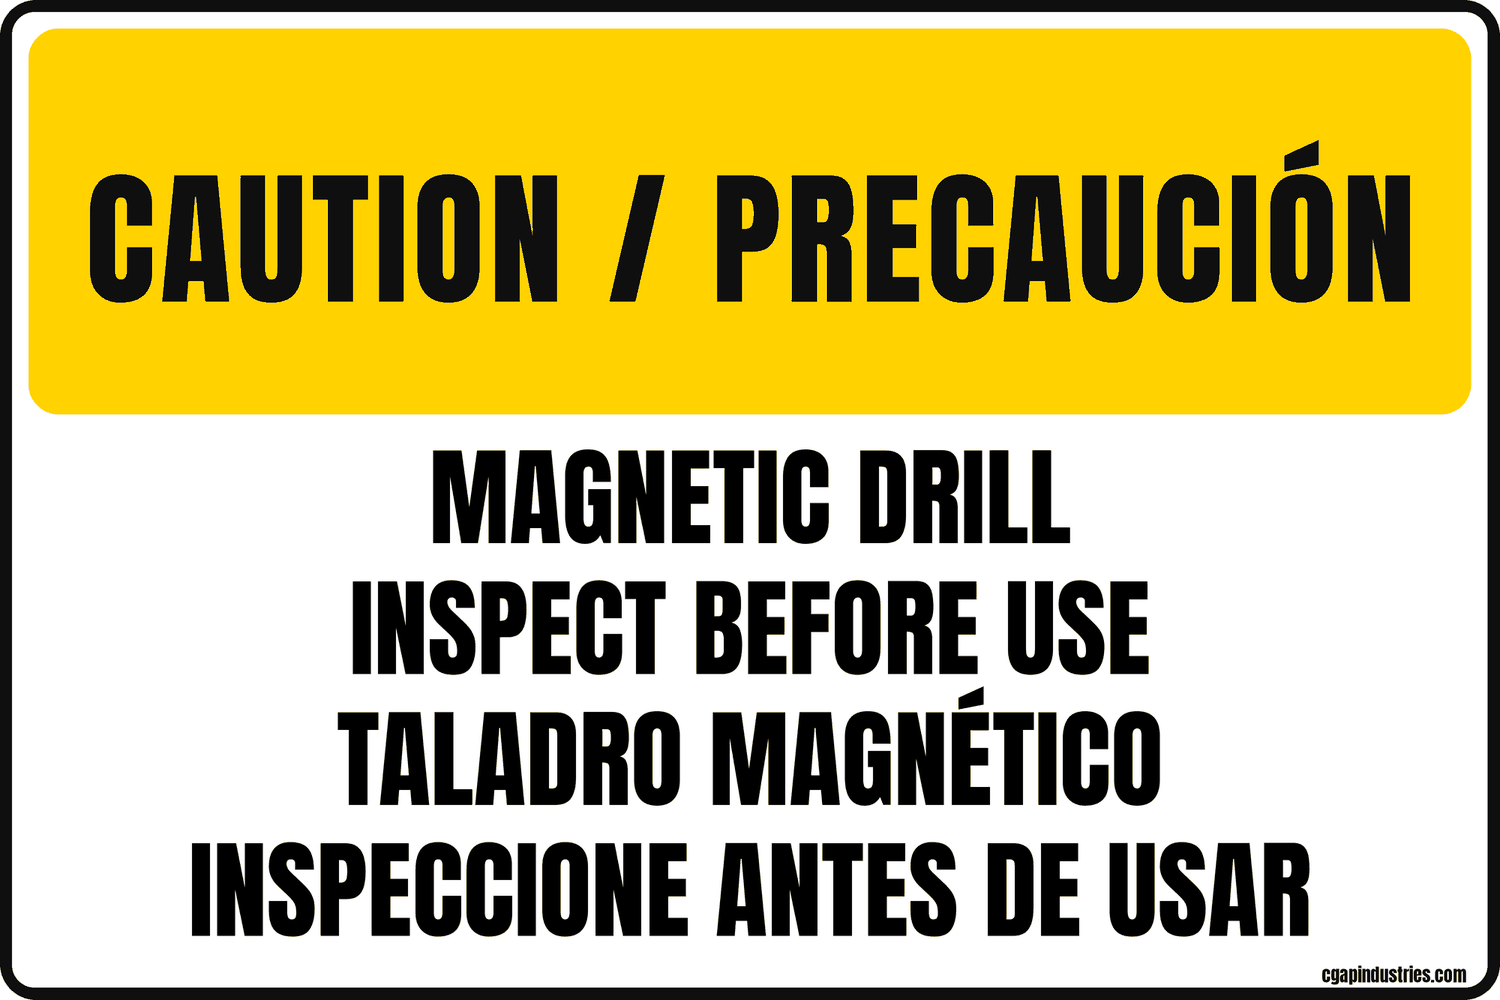 CAUTION / PRECAUCIÓN
MAGNETIC DRILL
INSPECT BEFORE USE
TALADRO MAGNÉTICO
INSPECCIONE ANTES DE USAR
cgapindustries.com